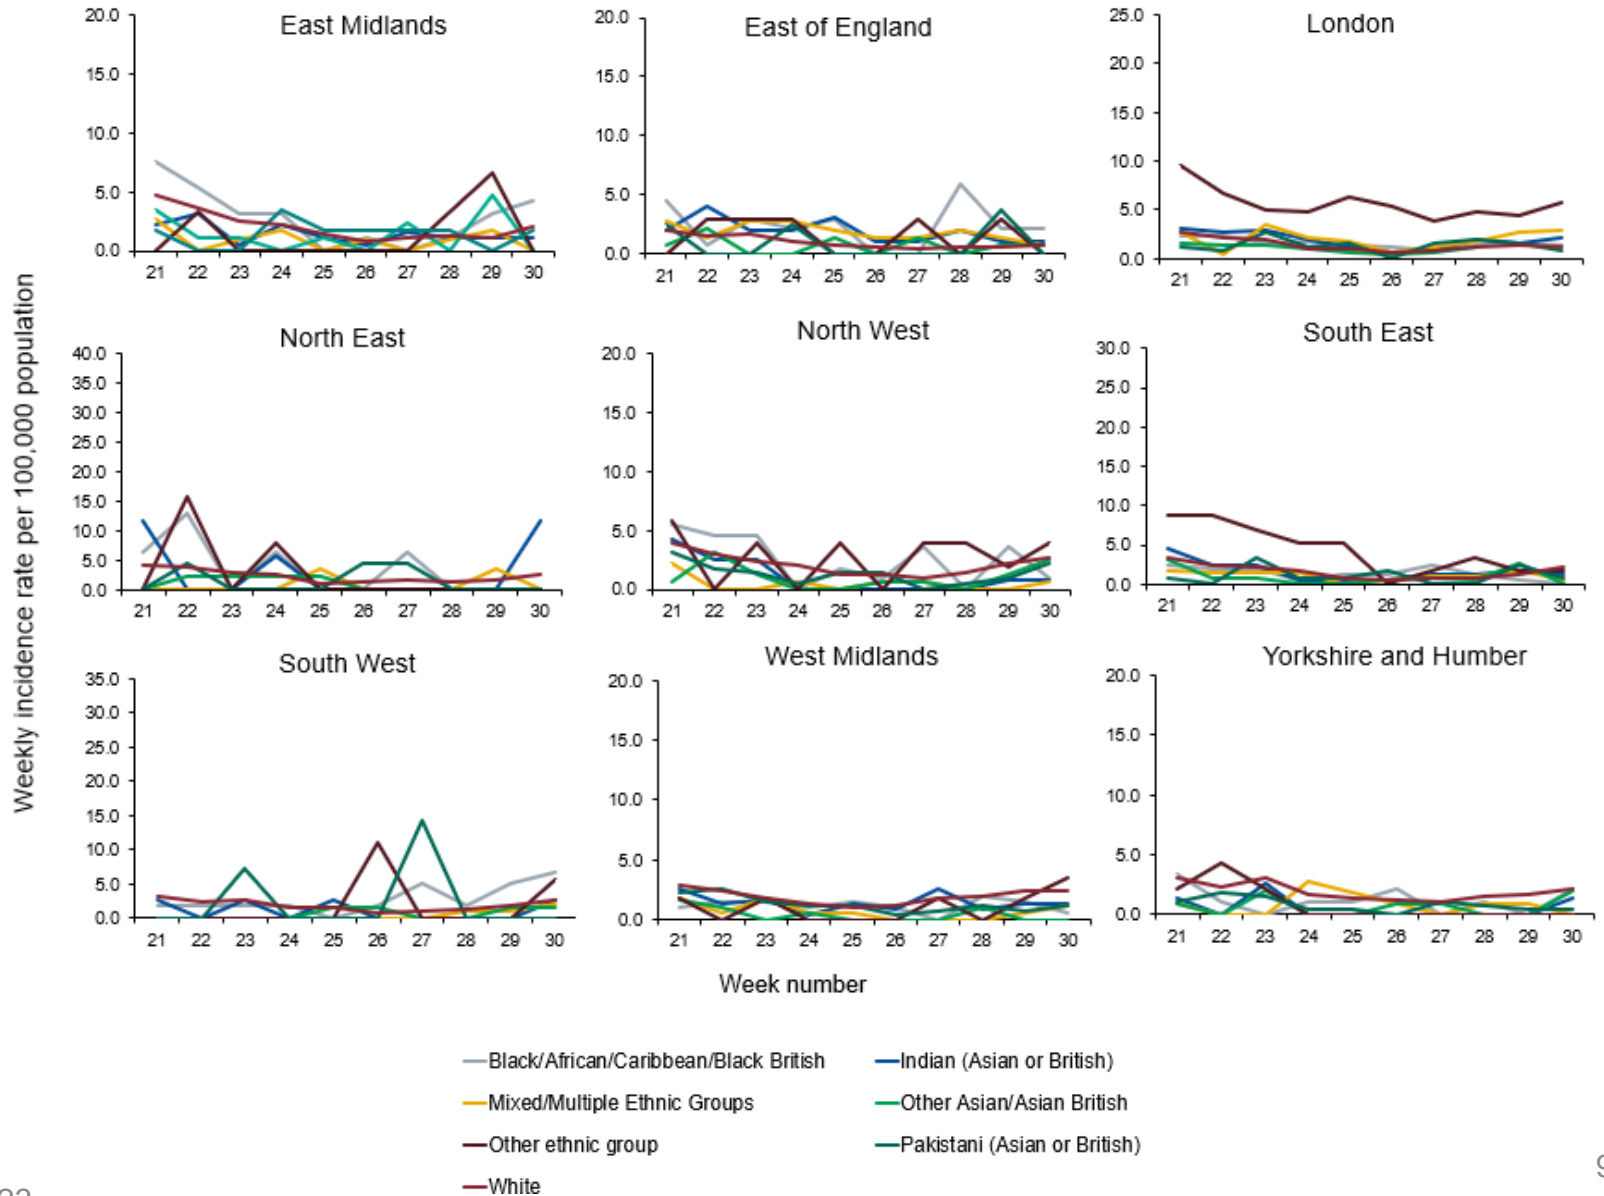 East Midlands
20.0
15.0
10.0
5.0
0.0
21 22 23 24 25 26 27 28 29 30
East of England
20.0
15.0
10.0
5.0
0.0
21 22 23 24 25 26 27 28 29 30
London
25.0
20.0
15.0
10.0
5.0
0.0
21 22 23 24 25 26 27 28 29 30
Weekly incidence rate per 100,000 population
North East
40.0
35.0
30.0
25.0
20.0
15.0
10.0
5.0
0.0
21 22 23 24 25 26 27 28 29 30
North West
20.0
15.0
10.0
5.0
0.0
21 22 23 24 25 26 27 28 29 30
South East
30.0
25.0
20.0
15.0
10.0
5.0
0.0
21 22 23 24 25 26 27 28 29 30
South West
35.0
30.0
25.0
20.0
15.0
10.0
5.0
0.0
21 22 23 24 25 26 27 28 29 30
West Midlands
20.0
15.0
10.0
5.0
0.0
21 22 23 24 25 26 27 28 29 30
Yorkshire and Humber
20.0
15.0
10.0
5.0
0.0
21 22 23 24 25 26 27 28 29 30
Week number
Black/African/Caribbean/Black British
Indian (Asian or British)
Mixed/Multiple Ethnic Groups
Other Asian/Asian British
Other ethnic group
Pakistani (Asian or British)
White